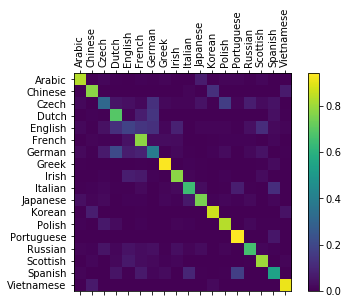 Arabic
Chinese
Czech
Dutch
English
French
German
Greek
Irish
Italian
Japanese
Korean
Polish
Portuguese
Russian
Scottish
Spanish
Vietnamese
Arabic
Chinese
Czech
Dutch
English
French
German
Greek
Irish
Italian
Japanese
Korean
Polish
Portuguese
Russian
Scottish
Spanish
Vietnamese
0.8
0.6
0.4
0.2
0.0